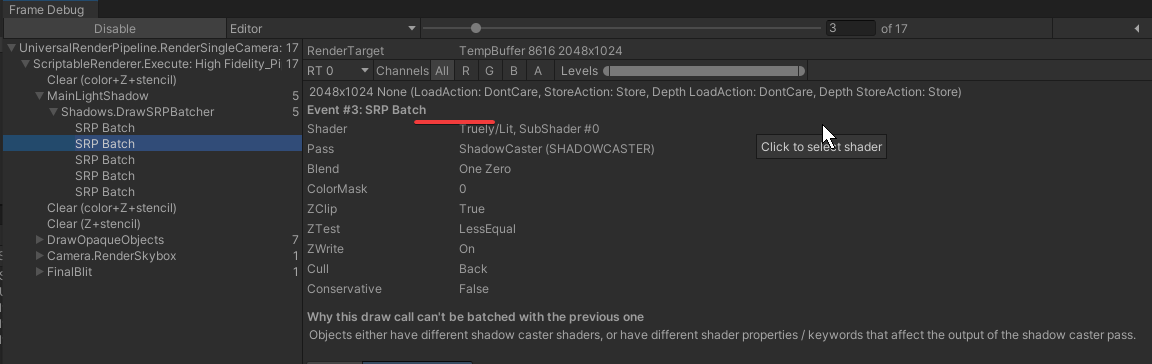 Frame Debug
Disable
Editor
3
of 17
UniversalRenderPipeline.RenderSingleCamera: 17
ScriptableRenderer.Execute: High Fidelity_Pi 17
Clear (color+Z+stencil)
MainLightShadow 5
Shadows.DrawSRPBatcher 5
SRP Batch
SRP Batch
SRP Batch
SRP Batch
SRP Batch
Clear (color+Z+stencil)
Clear (Z+stencil)
DrawOpaqueObjects 7
Camera.RenderSkybox 1
FinalBlit 1
RenderTarget TempBuffer 8616 2048x1024
RT 0 Channels All R G B A Levels
2048x1024 None (LoadAction: DontCare, StoreAction: Store, Depth LoadAction: DontCare, Depth StoreAction: Store)
Event #3: SRP Batch
Shader Truely/Lit, SubShader #0
Pass ShadowCaster (SHADOWCASTER)
Click to select shader
Blend One Zero
ColorMask 0
ZClip True
ZTest LessEqual
ZWrite On
Cull Back
Conservative False
Why this draw call can't be batched with the previous one
Objects either have different shadow caster shaders, or have different shader properties / keywords that affect the output of the shadow caster pass.